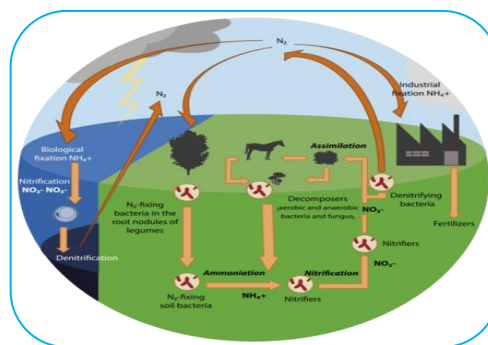 N₂
N₂
Industrial
fixation NH₄+
Biological
fixation NH₄+
Nitrification
NO₃- NO₂-
Denitrification
Assimilation
N₂-fixing
bacteria in the
root nodules of
legumes
Decomposers
(aerobic and anaerobic
bacteria and fungus)
NO₃-
Denitrifying
bacteria
Fertilizers
Nitrifiers
NO₂-
Ammoniation
NH₄+
Nitrification
N₂-fixing
soil bacteria
Nitrifiers